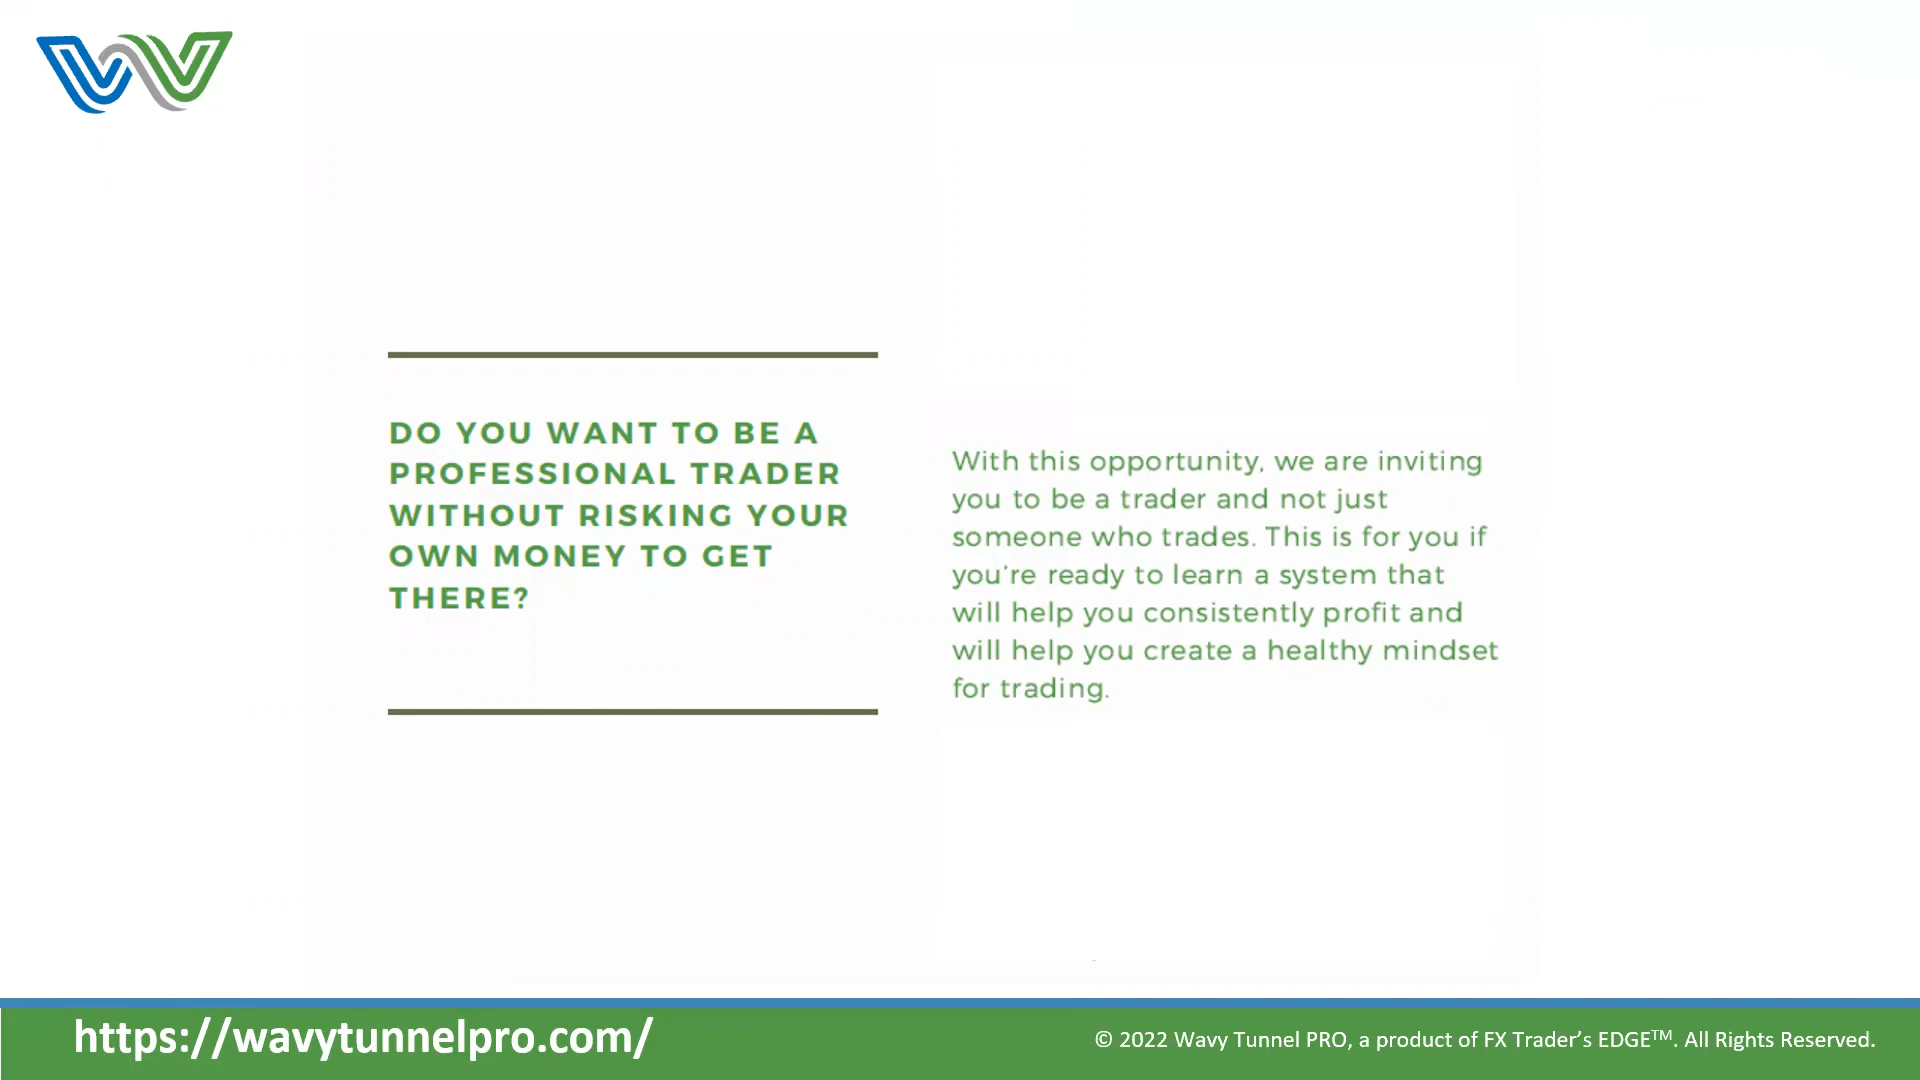 DO YOU WANT TO BE A
PROFESSIONAL TRADER
WITHOUT RISKING YOUR
OWN MONEY TO GET
THERE?
With this opportunity, we are inviting
you to be a trader and not just
someone who trades. This is for you if
you're ready to learn a system that
will help you consistently profit and
will help you create a healthy mindset
for trading.
https://wavytunnelpro.com/
© 2022 Wavy Tunnel PRO, a product of FX Trader’s EDGE™. All Rights Reserved.